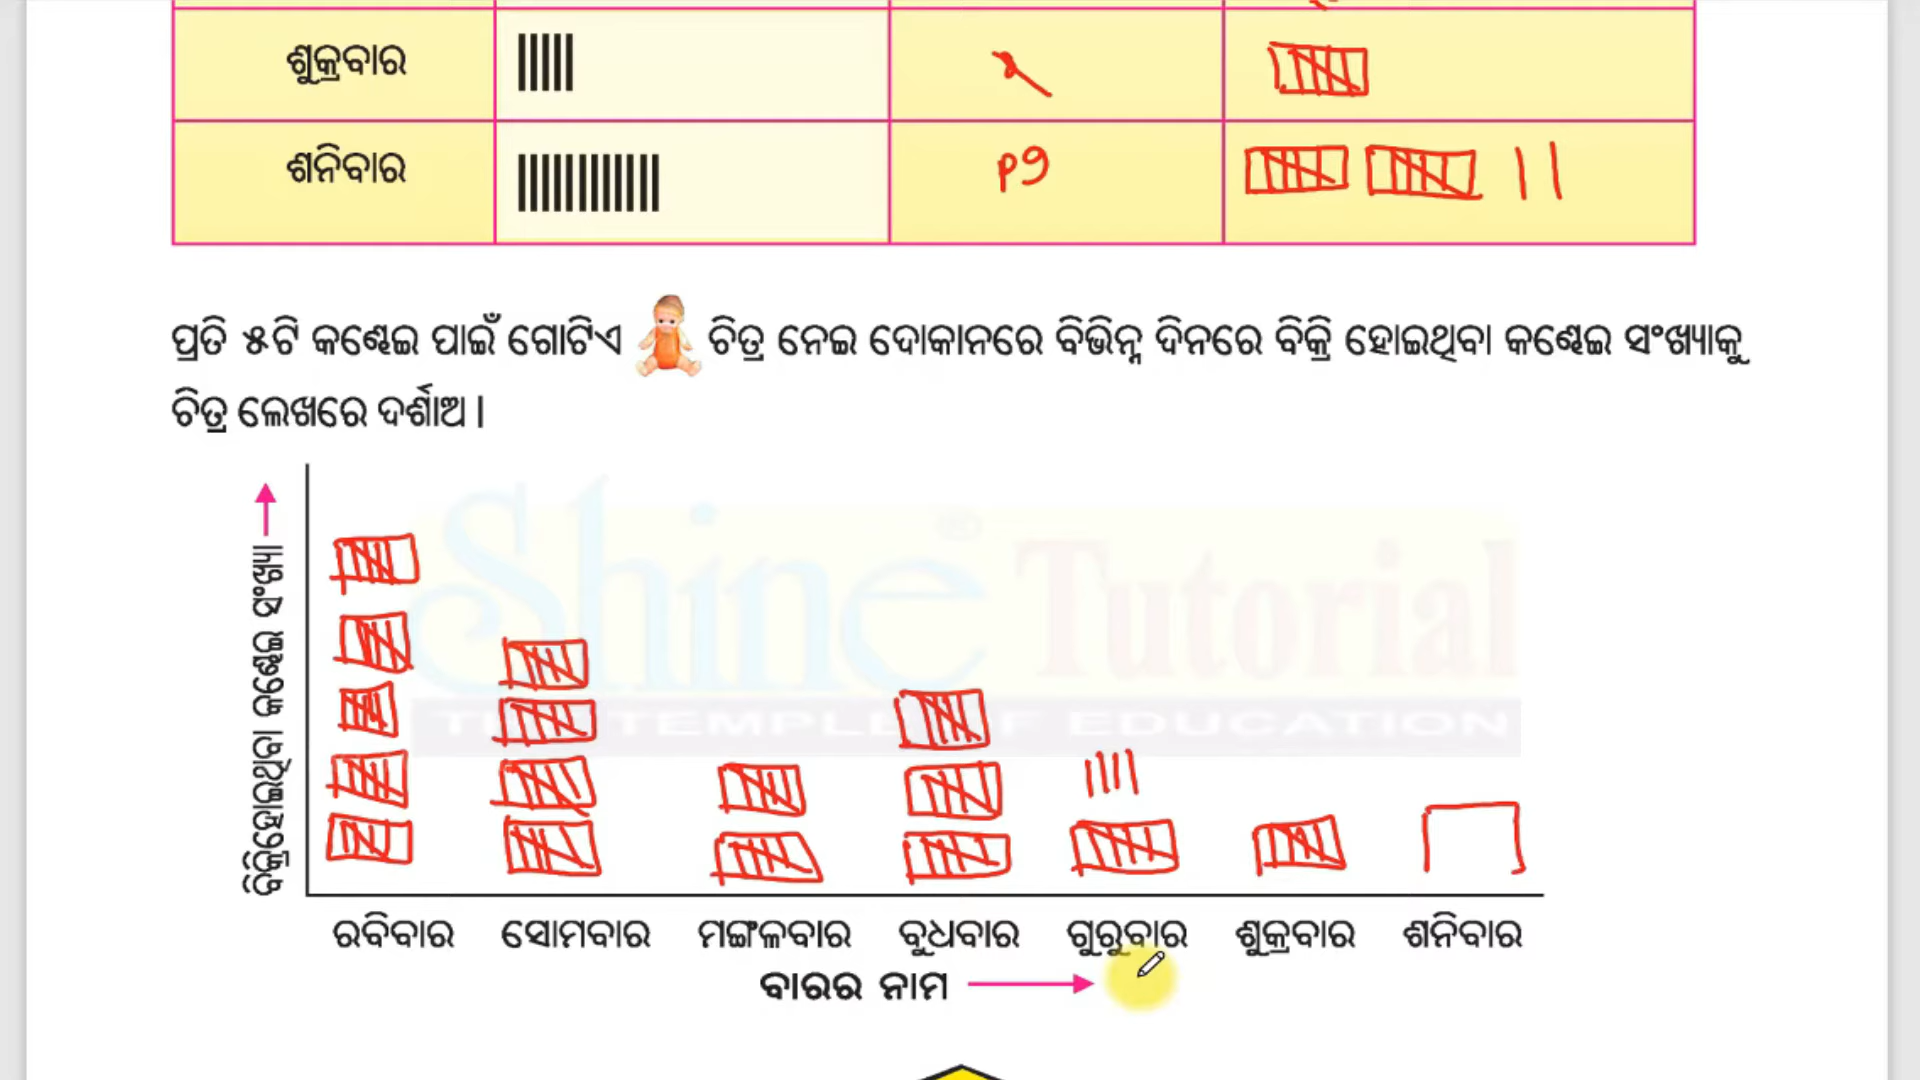 ଶୁକ୍ରବାର ୫
ଶନିବାର ୧୨
ପ୍ରତି ୫ଟି କଣ୍ଢେଇ ପାଇଁ ଗୋଟିଏ ଚିତ୍ର ନେଇ ଦୋକାନରେ ବିଭିନ୍ନ ଦିନରେ ବିକ୍ରି ହୋଇଥିବା କଣ୍ଢେଇ ସଂଖ୍ୟାକୁ
ଚିତ୍ର ଲେଖରେ ଦର୍ଶାଅ ।
ବିକ୍ରିହୋଇଥିବା କଣ୍ଢେଇ ସଂଖ୍ୟା
Shine Tutorial
THE TEMPLE OF EDUCATION
ରବିବାର ସୋମବାର ମଙ୍ଗଳବାର ବୁଧବାର ଗୁରୁବାର ଶୁକ୍ରବାର ଶନିବାର
ବାରର ନାମ